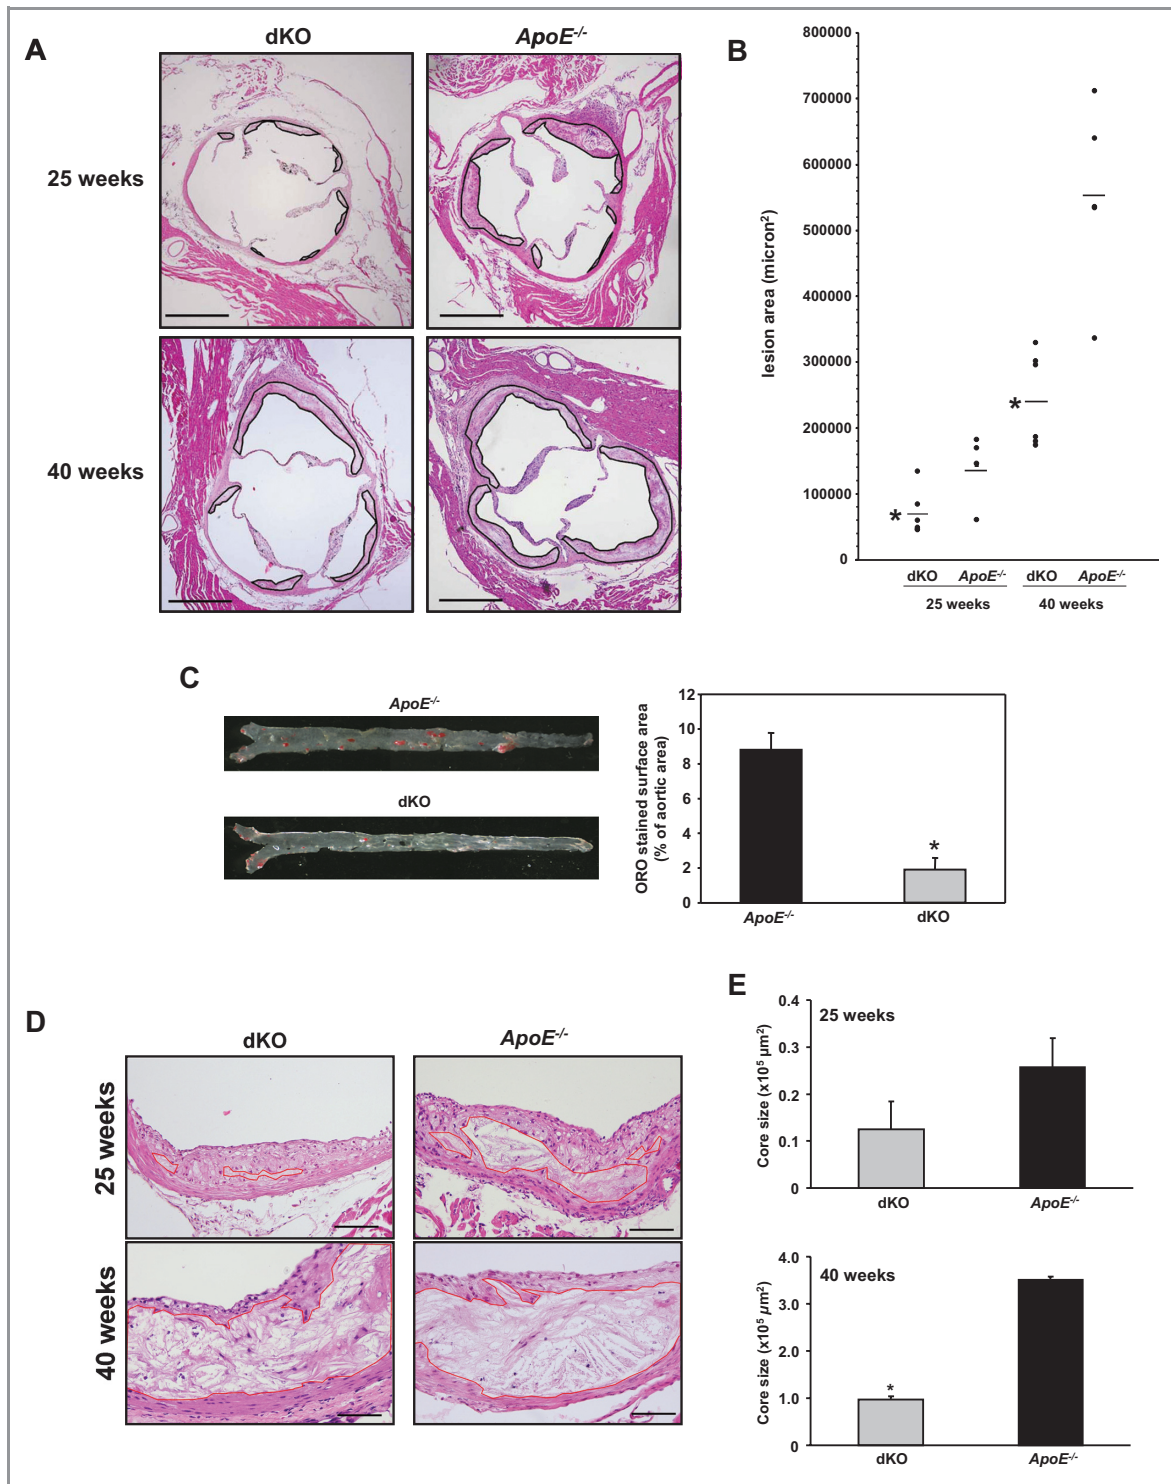 A
dKO
ApoE-/-
25 weeks
40 weeks
B
800000
700000
600000
500000
400000
300000
200000
100000
0
lesion area (micron²)
*
*
dKO
ApoE-/-
dKO
ApoE-/-
25 weeks
40 weeks
C
ApoE-/-
dKO
12
10
8
6
4
2
0
ORO stained surface area
(% of aortic area)
*
ApoE-/-
dKO
D
dKO
ApoE-/-
25 weeks
40 weeks
E
25 weeks
0.4
0.3
0.2
0.1
0
Core size (x10⁵ µm²)
dKO
ApoE-/-
40 weeks
4.0
3.0
2.0
1.0
0
Core size (x10⁵ µm²)
*
dKO
ApoE-/-